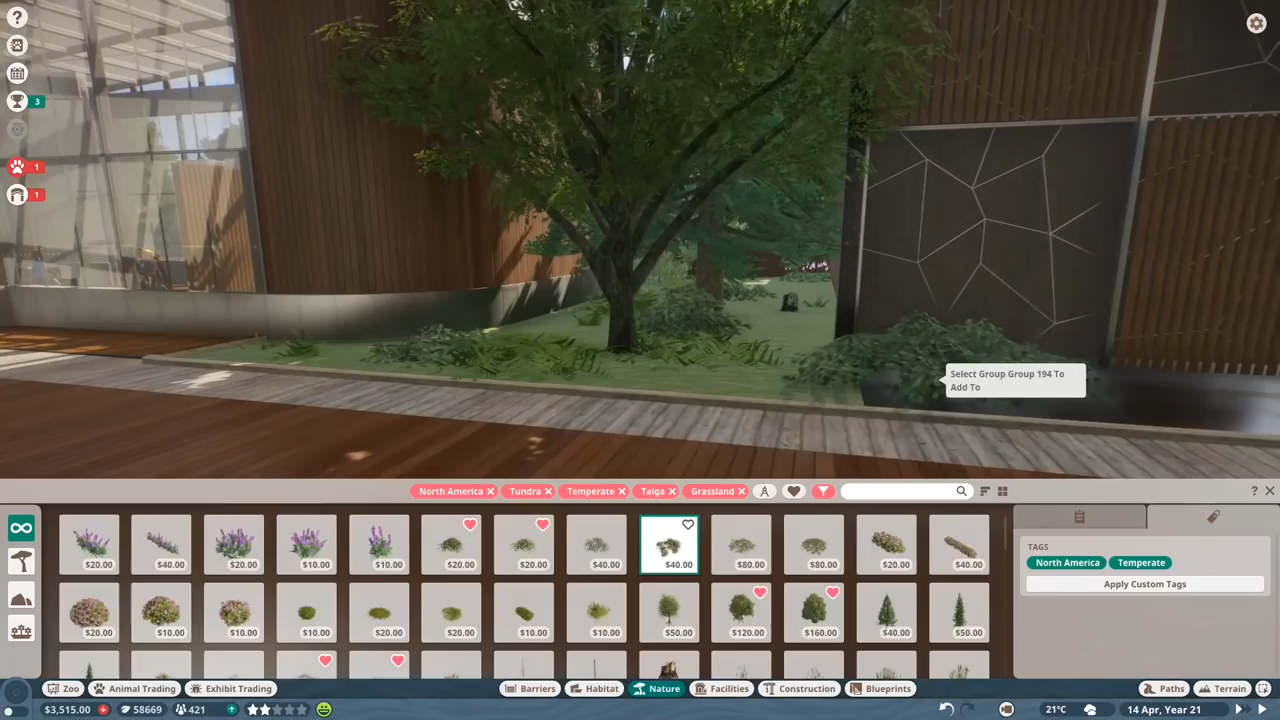 ?
3
1
1
Select Group Group 194 To
Add To
North America × Tundra × Temperate × Taiga × Grassland ×
? ×
$20.00 $40.00 $20.00 $10.00 $10.00 $20.00 $20.00 $40.00 $40.00 $80.00 $80.00 $20.00 $40.00
TAGS
North America Temperate
Apply Custom Tags
$20.00 $10.00 $10.00 $10.00 $20.00 $20.00 $10.00 $10.00 $50.00 $120.00 $160.00 $40.00 $50.00
Zoo Animal Trading Exhibit Trading Barriers Habitat Nature Facilities Construction Blueprints Paths Terrain
$3,515.00 58669 421 21°C 14 Apr, Year 21